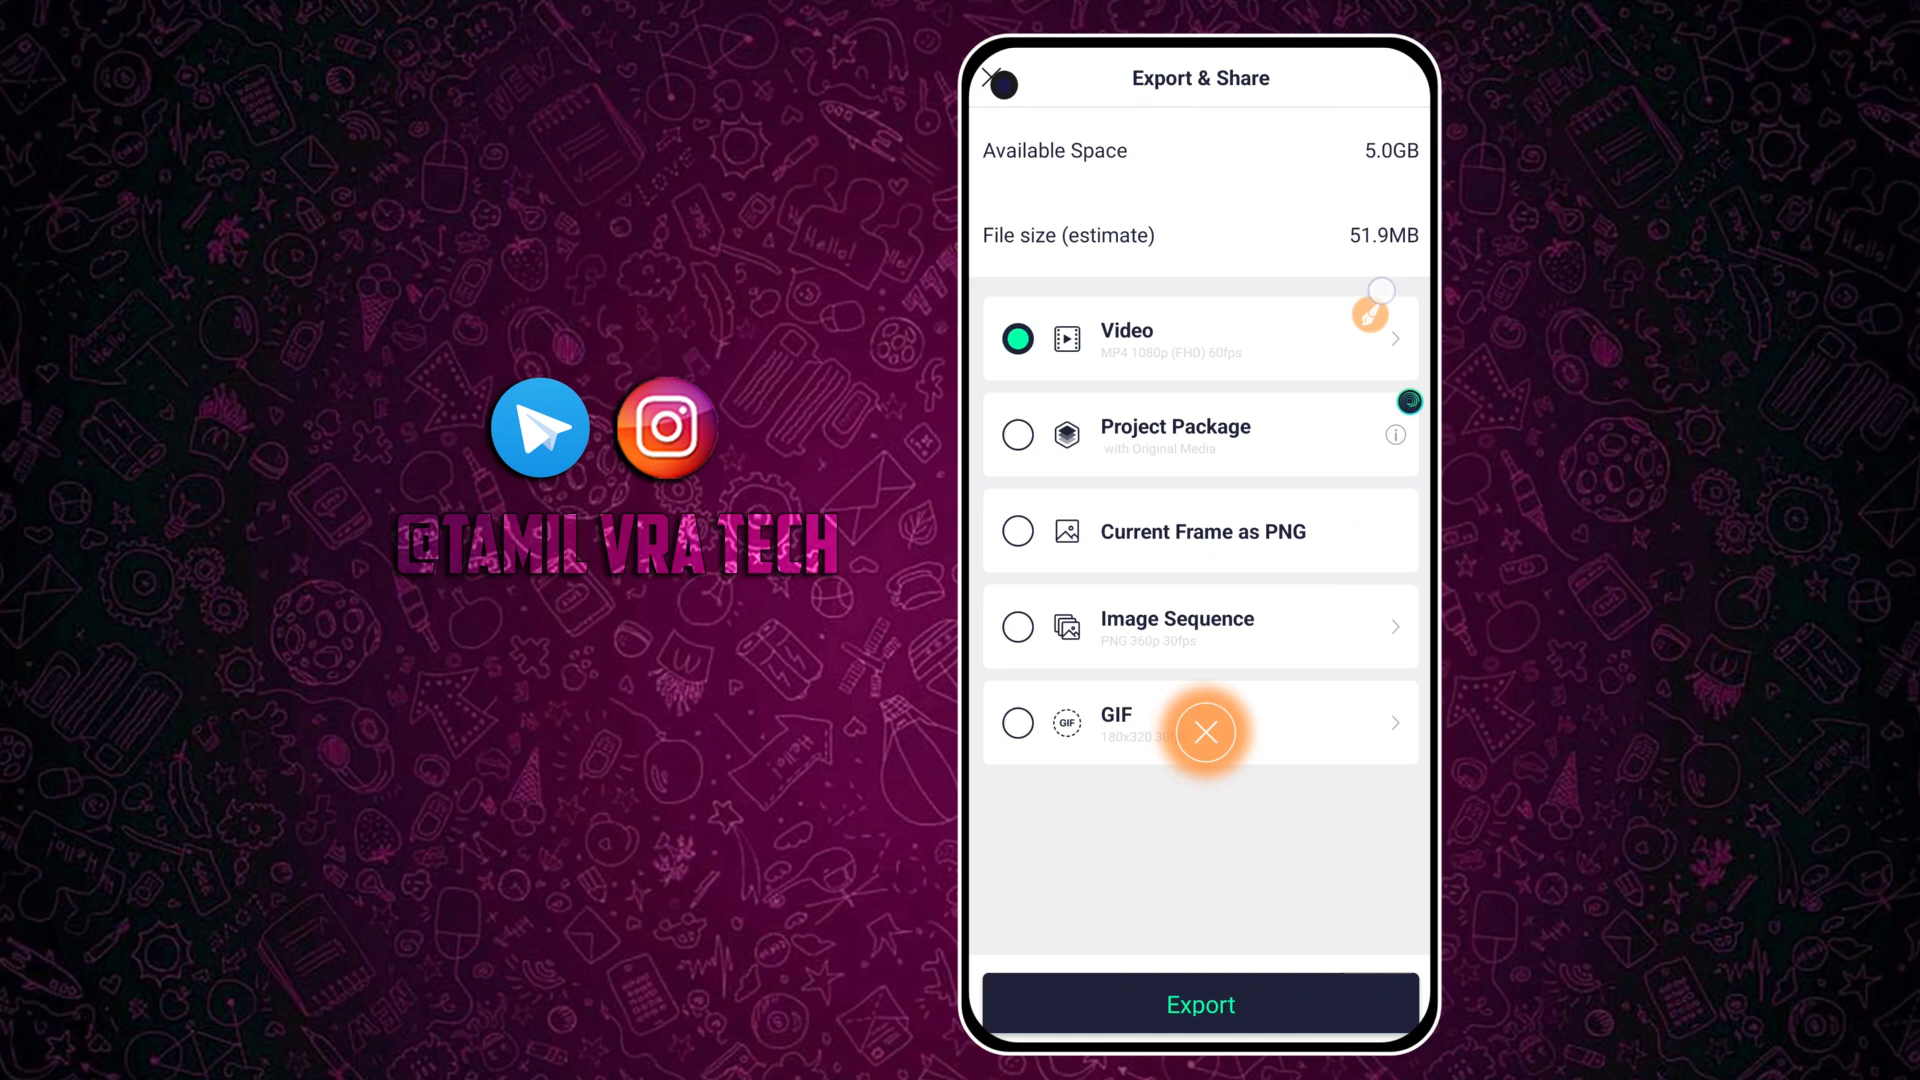 @TAMIL VRA TECH
Export & Share
Available Space 5.0GB
File size (estimate) 51.9MB
Video
MP4 1080p (FHD) 60fps
Project Package
with Original Media
Current Frame as PNG
Image Sequence
PNG 360p 30fps
GIF
GIF
180x320
Export